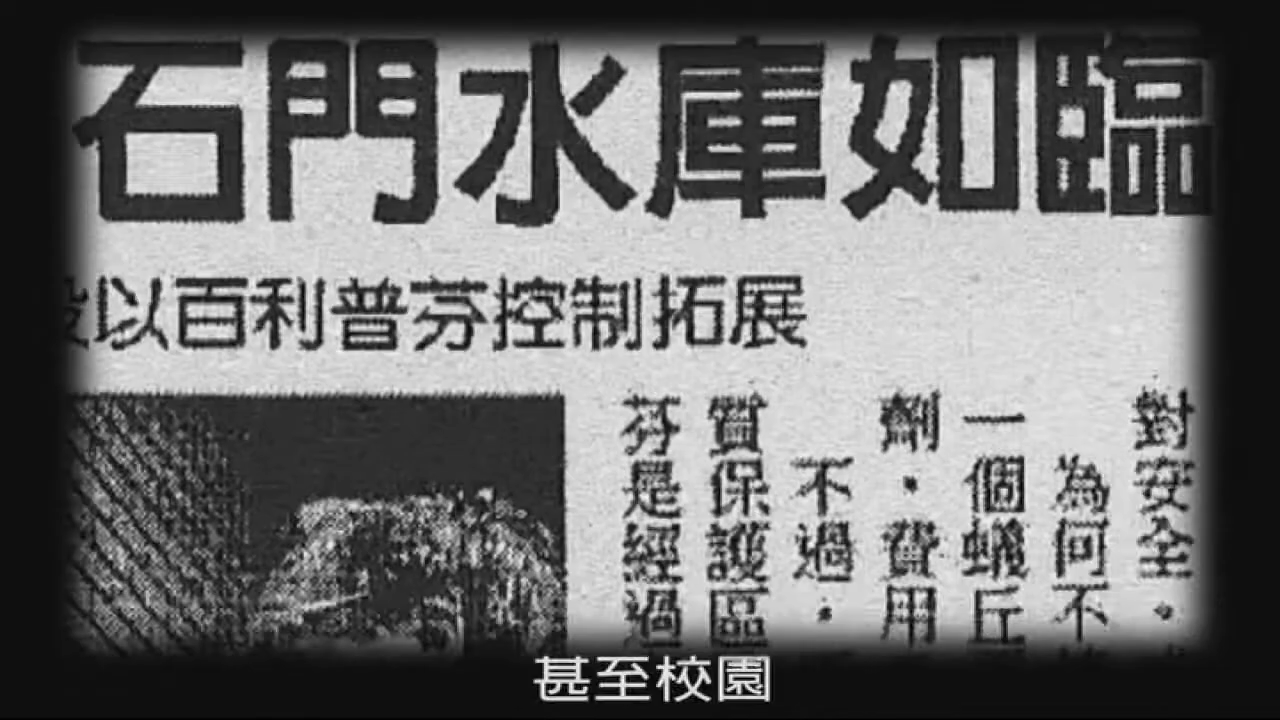 石門水庫如臨
以百利普芬控制拓展
對安全。
為何不
一個蟻丘
劑.費用
不過.
質保護區
芬是經過
甚至校園